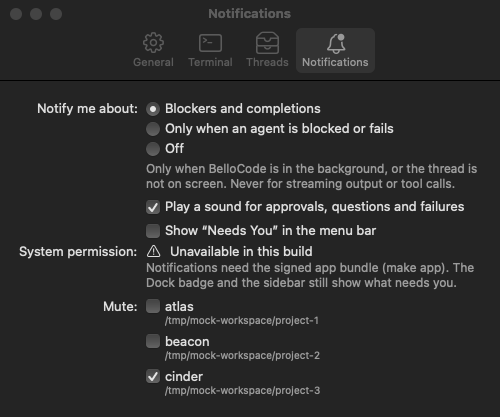 Notifications
General
Terminal
Threads
Notifications
Notify me about:
Blockers and completions
Only when an agent is blocked or fails
Off
Only when BelloCode is in the background, or the thread is
not on screen. Never for streaming output or tool calls.
Play a sound for approvals, questions and failures
Show “Needs You” in the menu bar
System permission:
Unavailable in this build
Notifications need the signed app bundle (make app). The
Dock badge and the sidebar still show what needs you.
Mute:
atlas
/tmp/mock-workspace/project-1
beacon
/tmp/mock-workspace/project-2
cinder
/tmp/mock-workspace/project-3